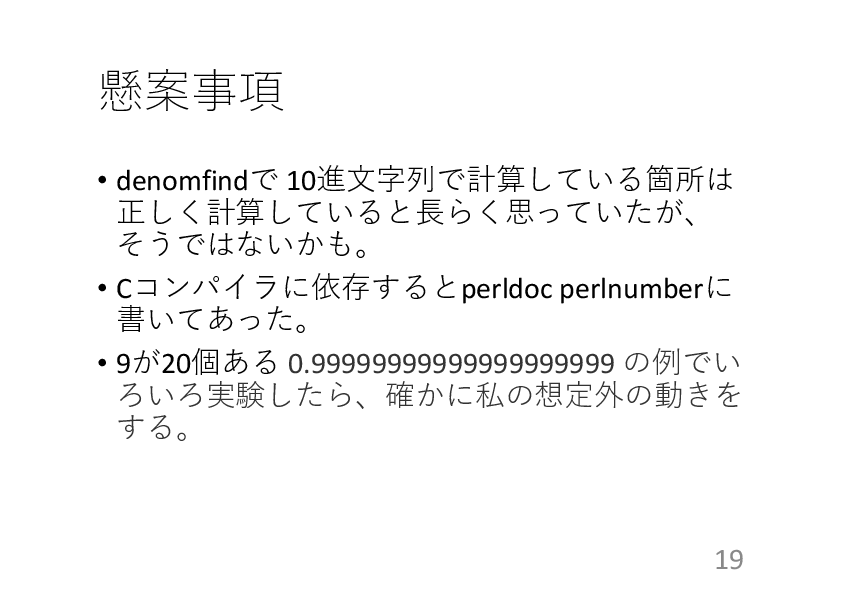 懸案事項
• denomfindで 10進文字列で計算している箇所は
正しく計算していると長らく思っていたが、
そうではないかも。
• Cコンパイラに依存するとperldoc perlnumberに
書いてあった。
• 9が20個ある 0.99999999999999999999 の例でい
ろいろ実験したら、確かに私の想定外の動きを
する。
19